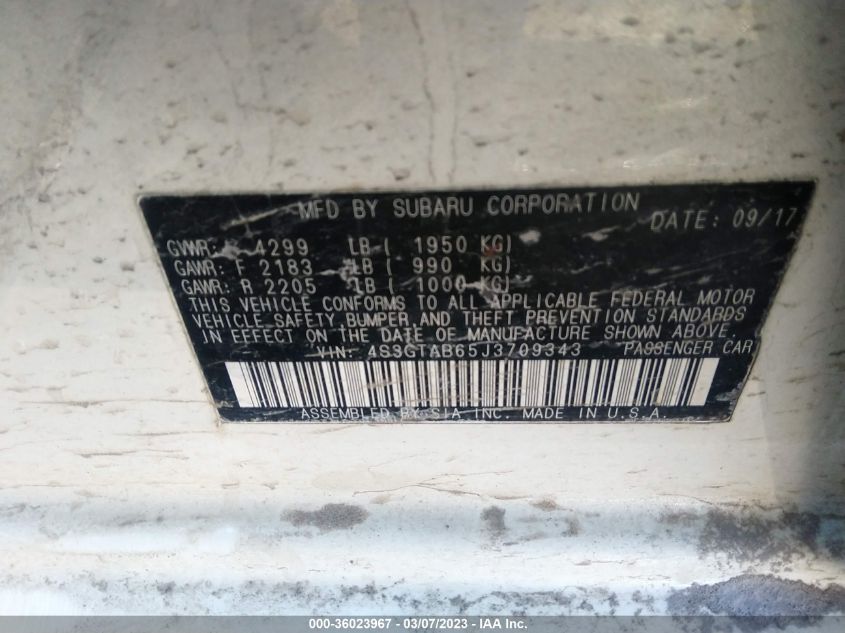 MFD BY SUBARU CORPORATION
DATE: 09/17
GVWR: 4299 LB ( 1950 KG)
GAWR: F 2183 LB ( 990 KG)
GAWR: R 2205 LB ( 1000 KG)
THIS VEHICLE CONFORMS TO ALL APPLICABLE FEDERAL MOTOR
VEHICLE SAFETY BUMPER AND THEFT PREVENTION STANDARDS
IN EFFECT ON THE DATE OF MANUFACTURE SHOWN ABOVE.
VIN: 4S3GTAB65J3709343 PASSENGER CAR
ASSEMBLED BY SIA INC. MADE IN U.S.A.
000-36023967 - 03/07/2023 - IAA Inc.